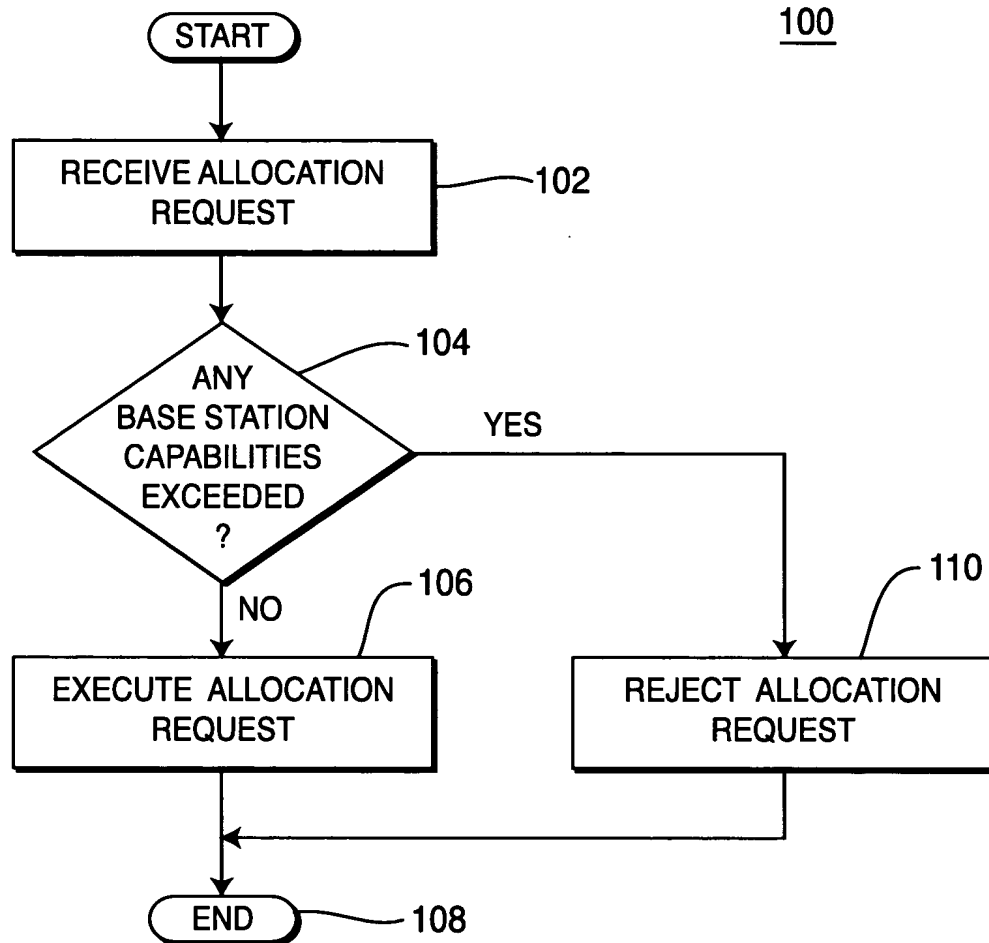 START
100
RECEIVE ALLOCATION
REQUEST
102
ANY
BASE STATION
CAPABILITIES
EXCEEDED
?
104
YES
NO
106
110
EXECUTE ALLOCATION
REQUEST
REJECT ALLOCATION
REQUEST
END
108